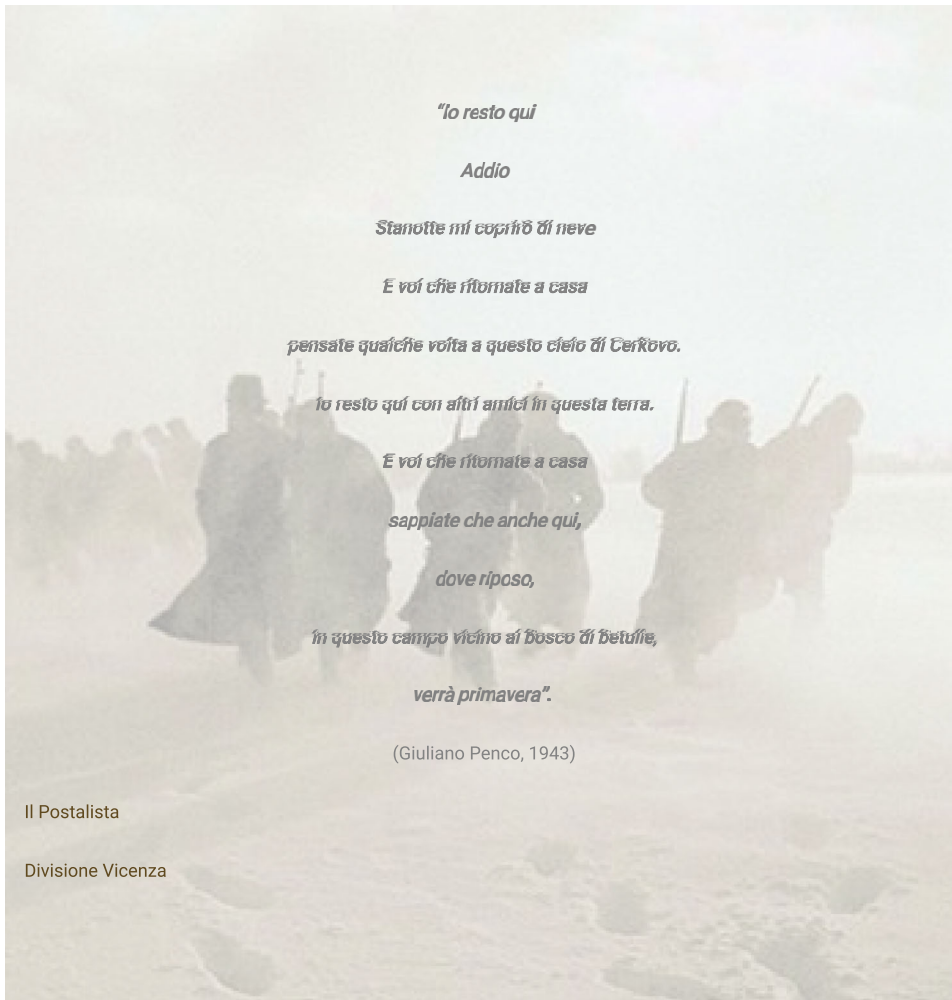 “Io resto qui
Addio
Stanotte mi coprirò di neve
E voi che ritornate a casa
pensate qualche volta a questo cielo di Cerkovo.
Io resto qui con altri amici in questa terra.
E voi che ritornate a casa
sappiate che anche qui,
dove riposo,
in questo campo vicino al bosco di betulle,
verrà primavera”.
(Giuliano Penco, 1943)
Il Postalista
Divisione Vicenza